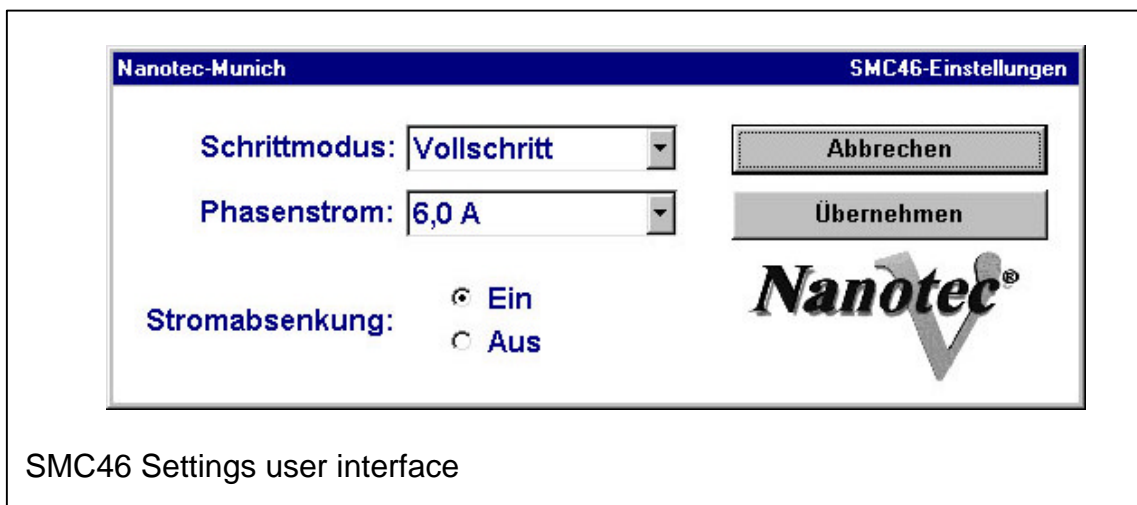 Nanotec-Munich SMC46-Einstellungen
Schrittmodus: Vollschritt Abbrechen
Phasenstrom: 6,0 A Übernehmen
Stromabsenkung: Ein
Aus
Nanotec®
SMC46 Settings user interface